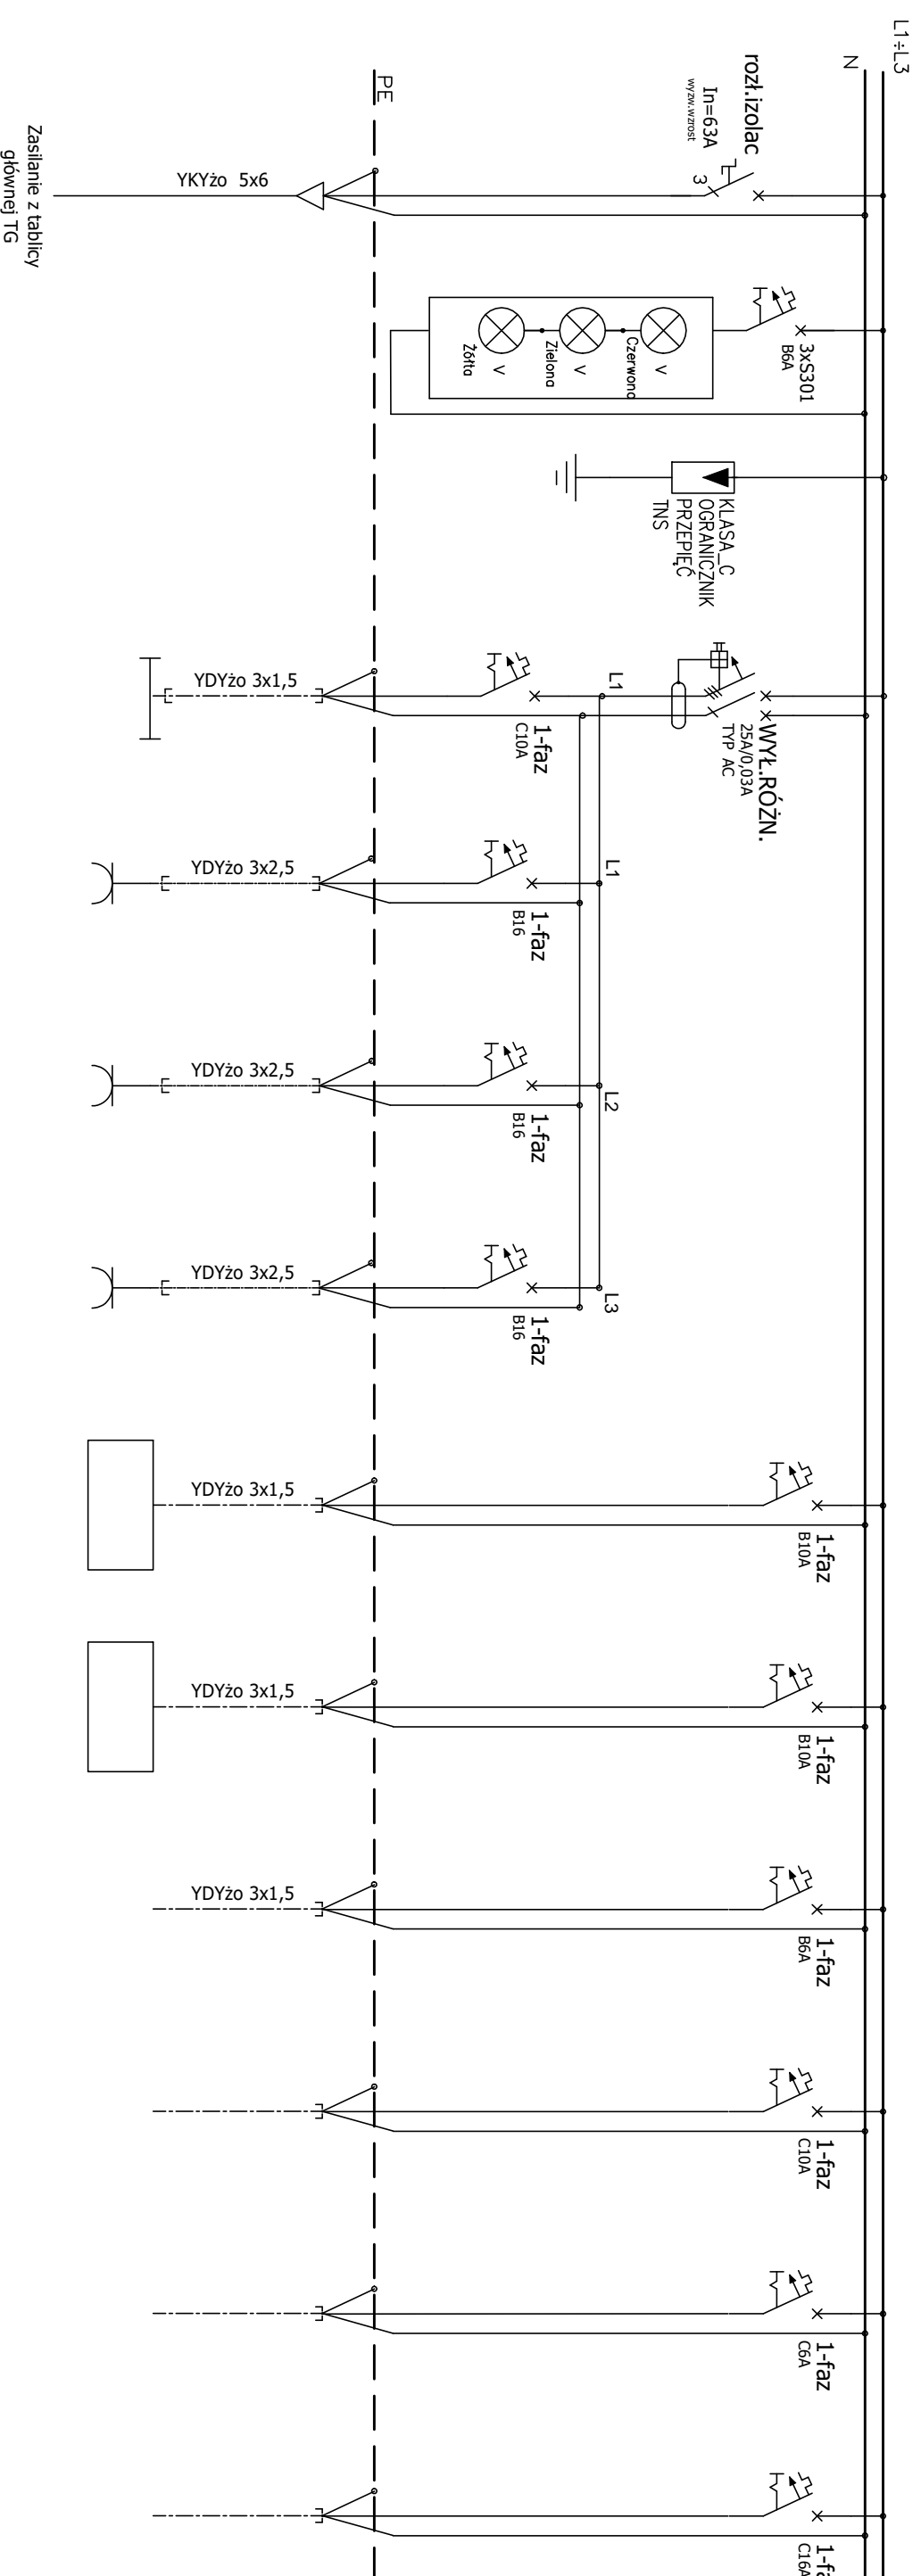 L1÷L3
N
PE
rozł.izolac
In=63A
wyzw.wzrost
3
YKYżo 5x6
Zasilanie z tablicy
głównej TG
3xS301
B6A
Czerwona
V
Zielona
V
Żółta
V
KLASA_C
OGRANICZNIK
PRZEPIĘĆ
TNS
WYŁ.RÓŻN.
25A/0,03A
TYP AC
L1
1-faz
C10A
YDYżo 3x1,5
L1
1-faz
B16
YDYżo 3x2,5
L2
1-faz
B16
YDYżo 3x2,5
L3
1-faz
B16
YDYżo 3x2,5
1-faz
B10A
YDYżo 3x1,5
1-faz
B10A
YDYżo 3x1,5
1-faz
B6A
YDYżo 3x1,5
1-faz
C10A
1-faz
C6A
1-fa
C16A